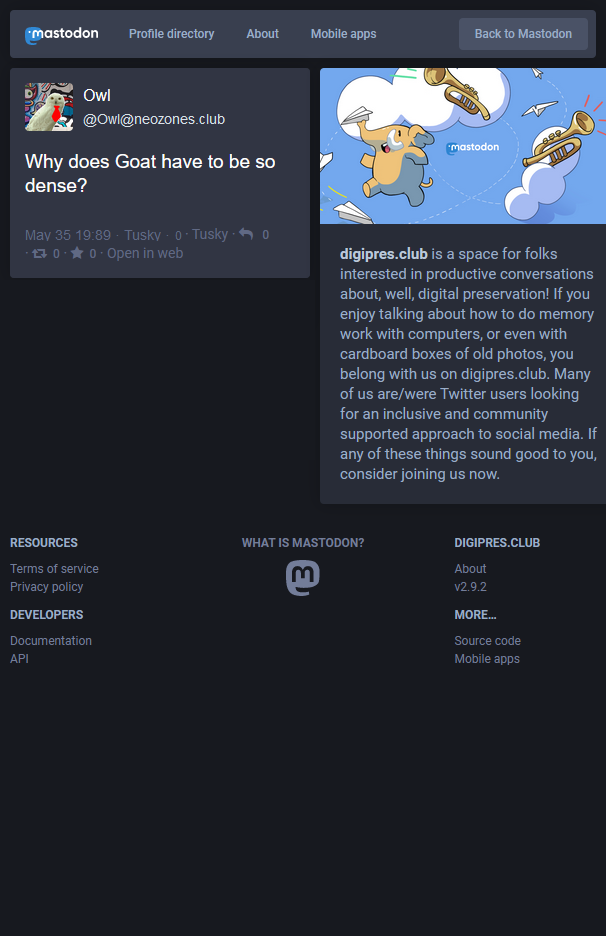 mastodon Profile directory About Mobile apps Back to Mastodon
Owl
@Owl@neozones.club
Why does Goat have to be so
dense?
May 35 19:89 · Tusky · 0 · Tusky · 0
· 0 · 0 · Open in web
mastodon
digipres.club is a space for folks
interested in productive conversations
about, well, digital preservation! If you
enjoy talking about how to do memory
work with computers, or even with
cardboard boxes of old photos, you
belong with us on digipres.club. Many
of us are/were Twitter users looking
for an inclusive and community
supported approach to social media. If
any of these things sound good to you,
consider joining us now.
RESOURCES
Terms of service
Privacy policy
DEVELOPERS
Documentation
API
WHAT IS MASTODON?
DIGIPRES.CLUB
About
v2.9.2
MORE…
Source code
Mobile apps